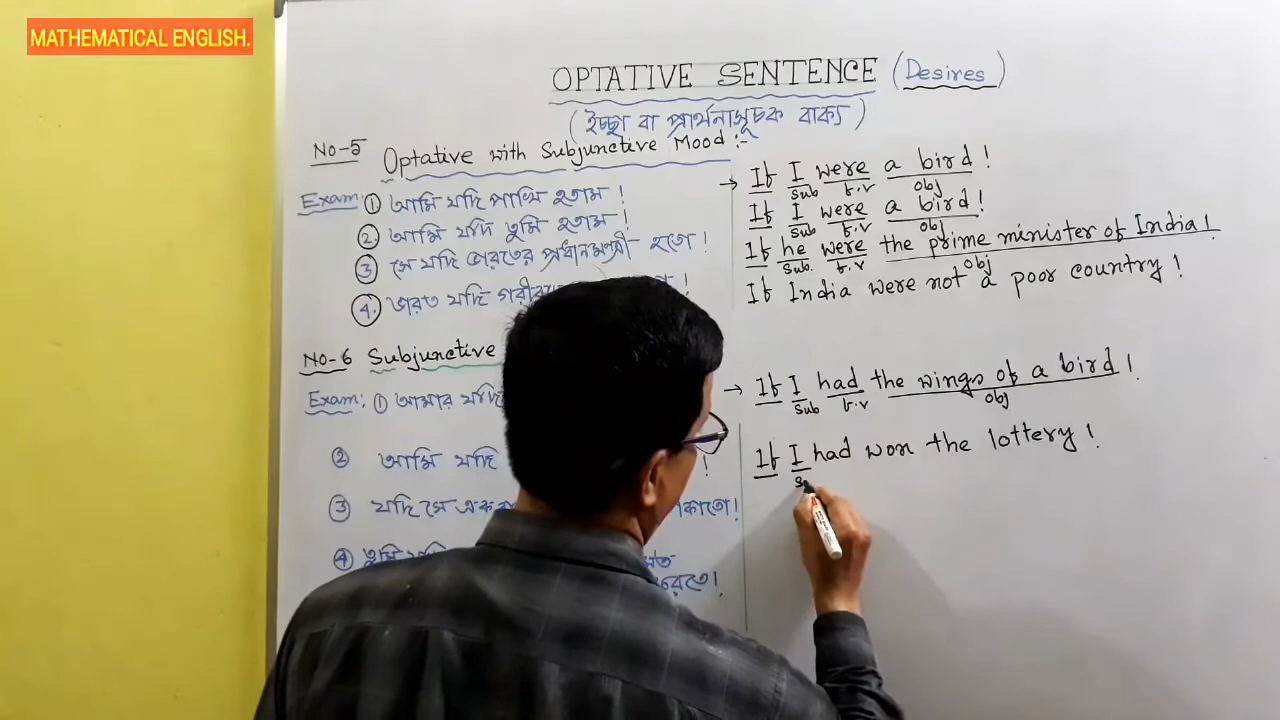 MATHEMATICAL ENGLISH.
OPTATIVE SENTENCE (Desires)
(ইচ্ছা বা প্রার্থনাসূচক বাক্য)
No-5 Optative with Subjunctive Mood :-
Exam: ① আমি যদি পাখি হতাম !
② আমি যদি তুমি হতাম !
③ সে যদি ভারতের প্রধানমন্ত্রী হতো !
④ ভারত যদি !
→ If I were a bird !
Sub f.v obj
If I were a bird !
Sub f.v obj
If he were the prime minister of India !
Sub. f.v obj
If India were not a poor country !
No-6 Subjunctive
Exam: ① আমার যদি
② আমি যদি !
③ যদি সে !
④ তুমি যদি
!
→ If I had the wings of a bird !
Sub f.v obj
If I had won the lottery !